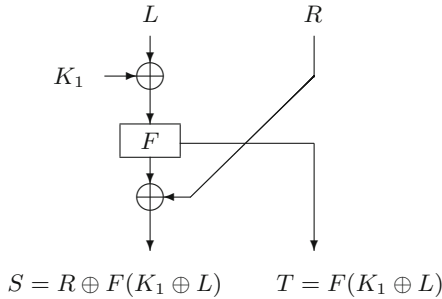 L R
K₁
F
S = R ⊕ F(K₁ ⊕ L) T = F(K₁ ⊕ L)